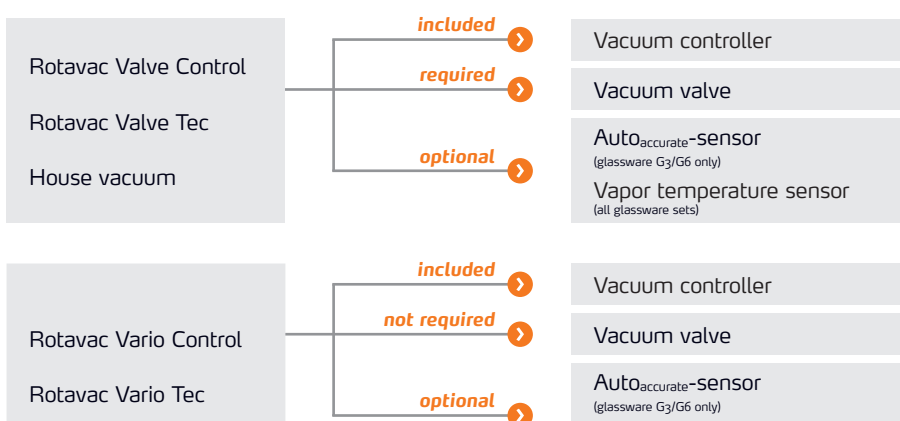 Rotavac Valve Control
Rotavac Valve Tec
House vacuum
included
required
optional
Vacuum controller
Vacuum valve
Autoaccurate-sensor
(glassware G3/G6 only)
Vapor temperature sensor
(all glassware sets)
Rotavac Vario Control
Rotavac Vario Tec
included
not required
optional
Vacuum controller
Vacuum valve
Autoaccurate-sensor
(glassware G3/G6 only)